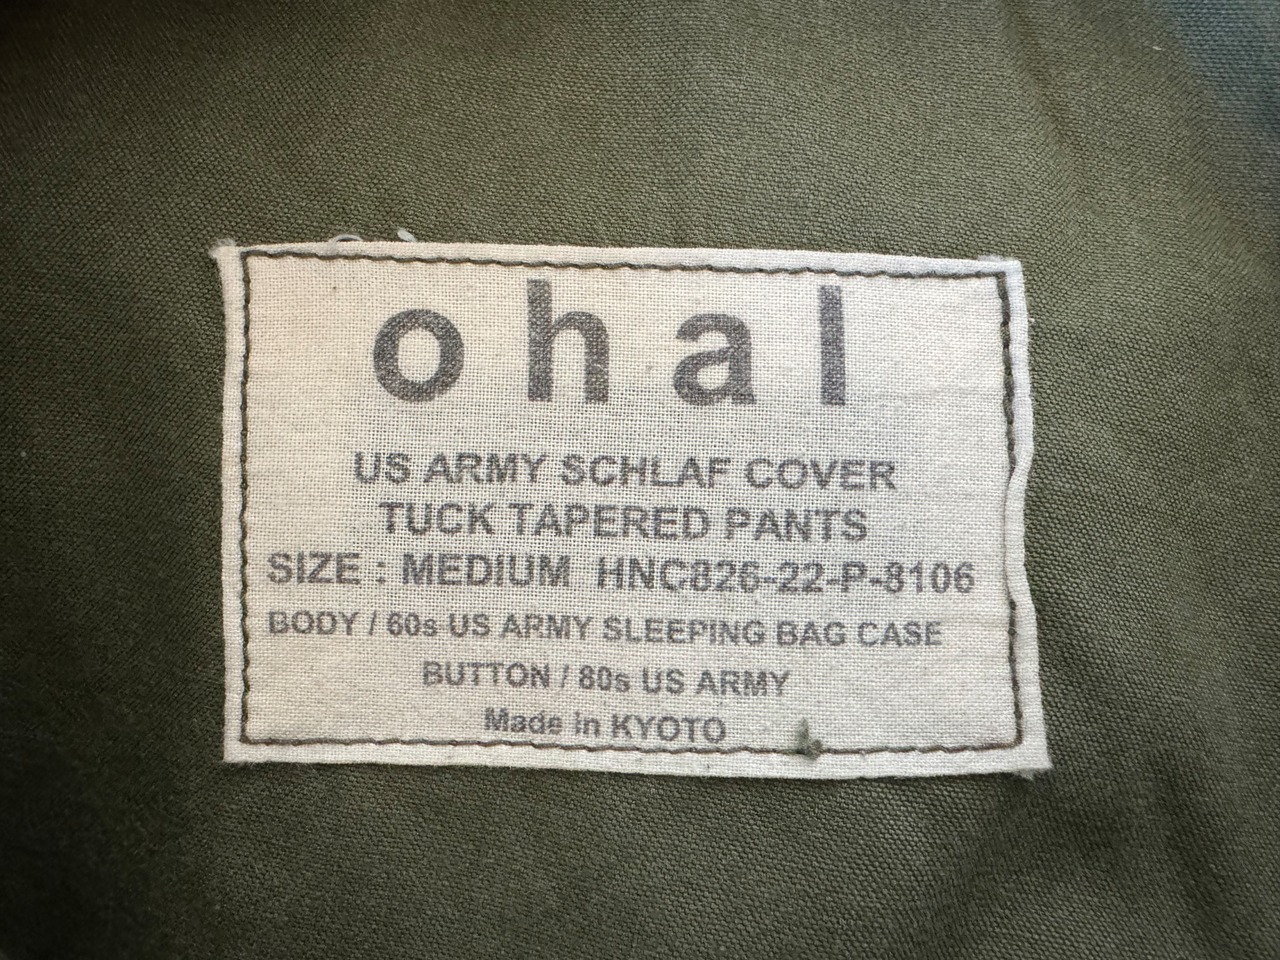 ohal
US ARMY SCHLAF COVER
TUCK TAPERED PANTS
SIZE : MEDIUM HNC826-22-P-8106
BODY / 60s US ARMY SLEEPING BAG CASE
BUTTON / 80s US ARMY
Made in KYOTO